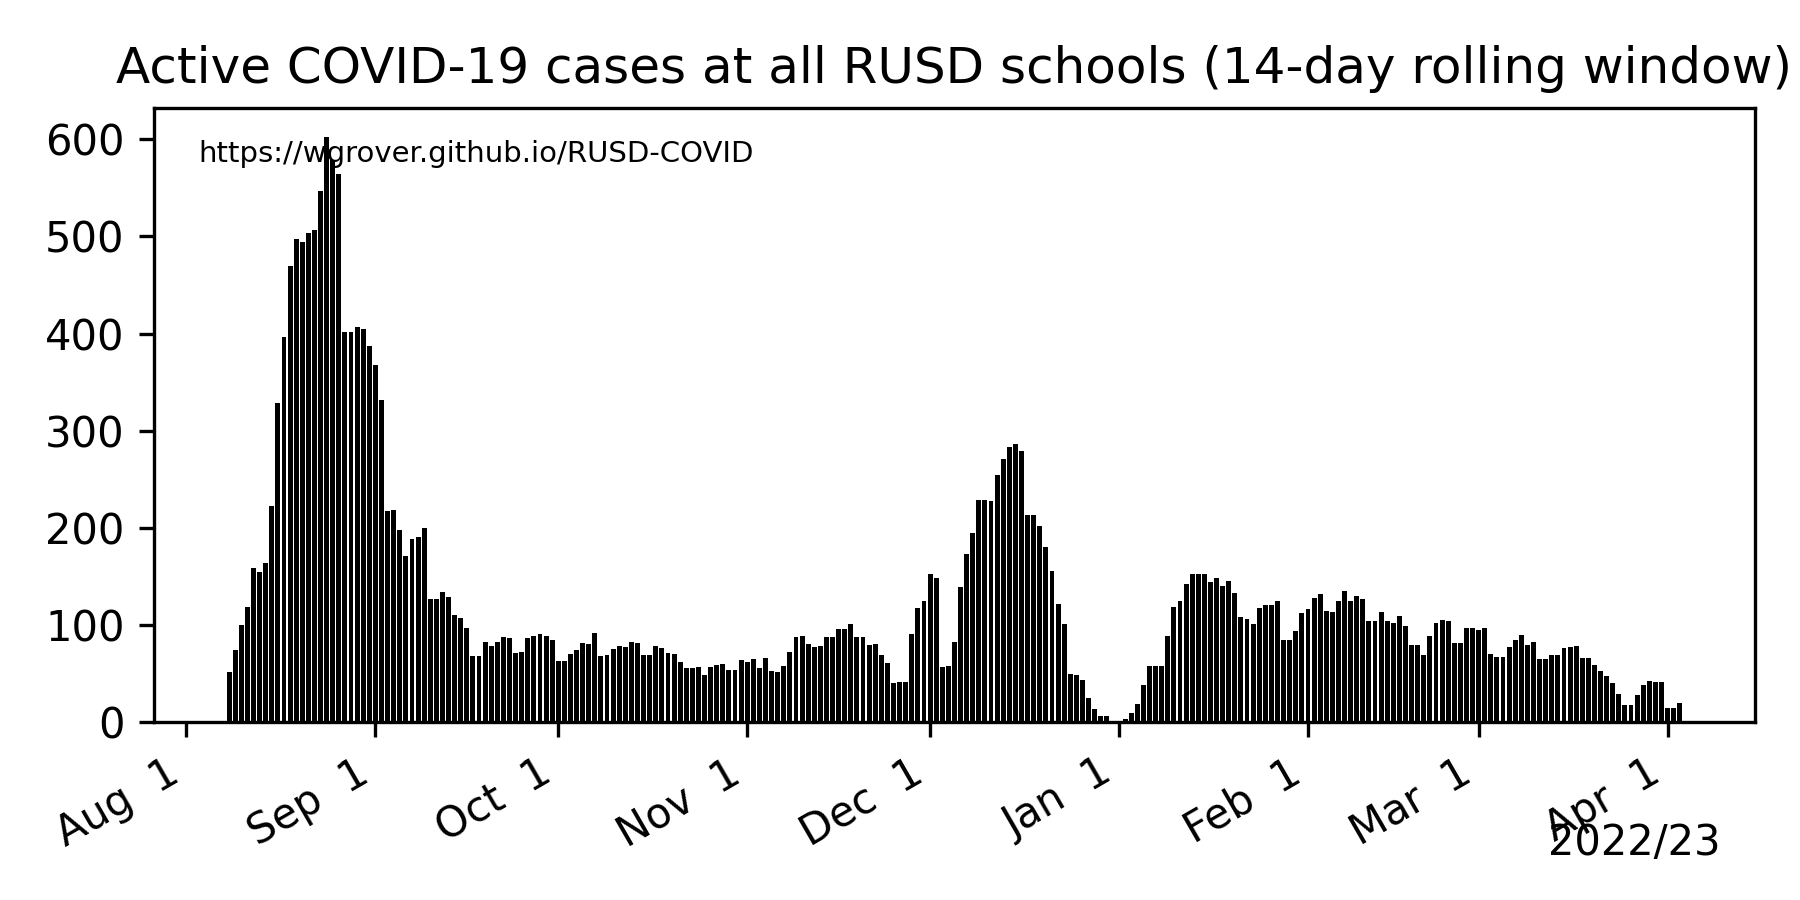 Active COVID-19 cases at all RUSD schools (14-day rolling window)
https://wgrover.github.io/RUSD-COVID
600
500
400
300
200
100
0
Aug 1
Sep 1
Oct 1
Nov 1
Dec 1
Jan 1
Feb 1
Mar 1
Apr 1
2022/23